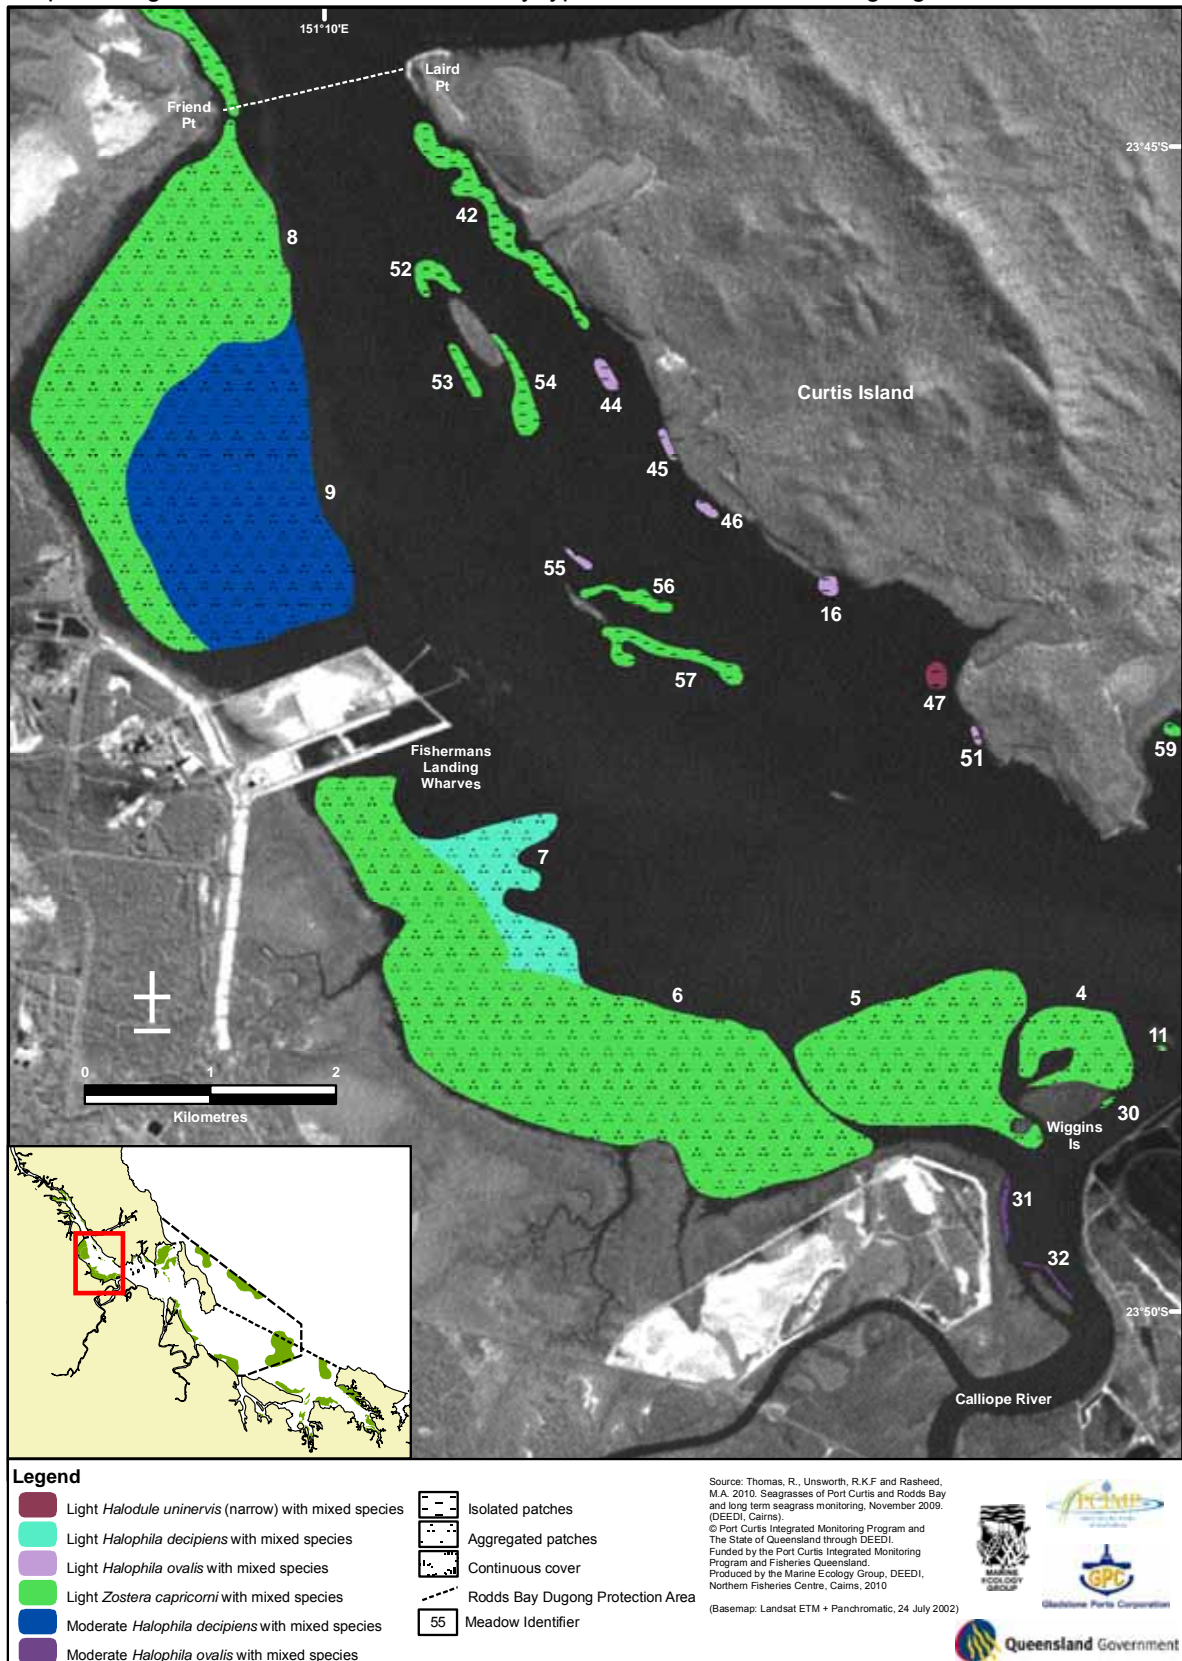 151°10'E
Laird
Pt
Friend
Pt
23°45'S
42
8
52
53
54
44
Curtis Island
45
9
46
55
56
16
57
47
51
59
Fishermans
Landing
Wharves
7
6
5
4
11
0 1 2
Kilometres
30
Wiggins
Is
31
32
23°50'S
Calliope River
Legend
Light Halodule uninervis (narrow) with mixed species
Light Halophila decipiens with mixed species
Light Halophila ovalis with mixed species
Light Zostera capricorni with mixed species
Moderate Halophila decipiens with mixed species
Moderate Halophila ovalis with mixed species
Isolated patches
Aggregated patches
Continuous cover
Rodds Bay Dugong Protection Area
55 Meadow Identifier
Source: Thomas, R., Unsworth, R.K.F and Rasheed,
M.A. 2010. Seagrasses of Port Curtis and Rodds Bay
and long term seagrass monitoring, November 2009.
(DEEDI, Cairns).
© Port Curtis Integrated Monitoring Program and
The State of Queensland through DEEDI.
Funded by the Port Curtis Integrated Monitoring
Program and Fisheries Queensland.
Produced by the Marine Ecology Group, DEEDI,
Northern Fisheries Centre, Cairns, 2010
(Basemap: Landsat ETM + Panchromatic, 24 July 2002)
MARINE
ECOLOGY
GROUP
PCIMP
GPC
Gladstone Ports Corporation
Queensland Government